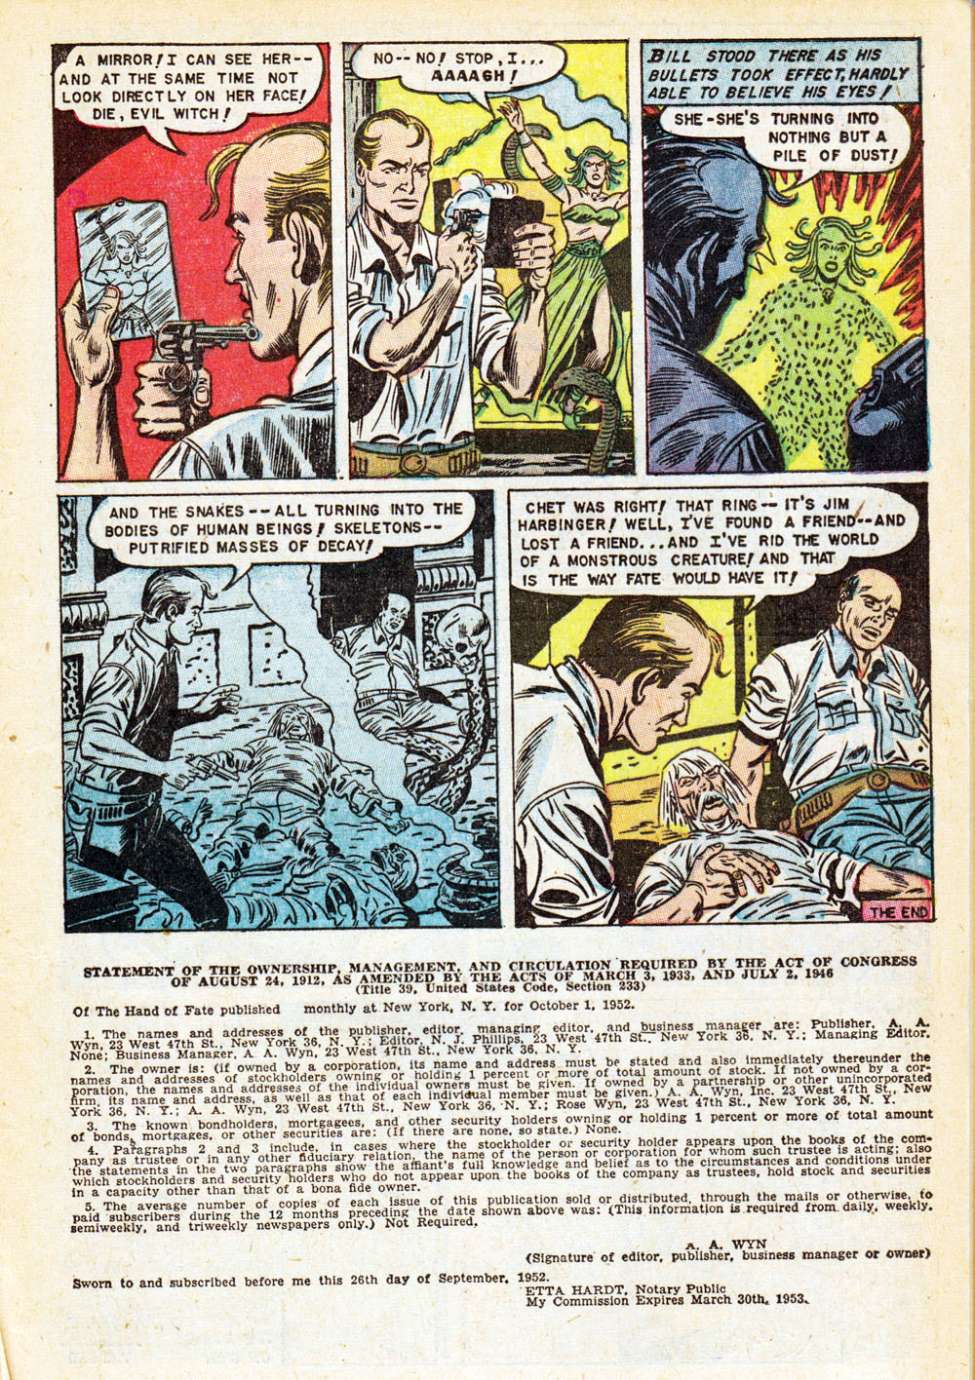 A MIRROR! I CAN SEE HER--
AND AT THE SAME TIME NOT
LOOK DIRECTLY ON HER FACE!
DIE, EVIL WITCH!
NO--NO! STOP, I...
AAAAGH!
BILL STOOD THERE AS HIS
BULLETS TOOK EFFECT, HARDLY
ABLE TO BELIEVE HIS EYES!
SHE-SHE'S TURNING INTO
NOTHING BUT A
PILE OF DUST!
AND THE SNAKES -- ALL TURNING INTO THE
BODIES OF HUMAN BEINGS! SKELETONS--
PUTRIFIED MASSES OF DECAY!
CHET WAS RIGHT! THAT RING-- IT'S JIM
HARBINGER! WELL, I'VE FOUND A FRIEND--AND
LOST A FRIEND... AND I'VE RID THE WORLD
OF A MONSTROUS CREATURE! AND THAT
IS THE WAY FATE WOULD HAVE IT!
THE END
STATEMENT OF THE OWNERSHIP, MANAGEMENT, AND CIRCULATION REQUIRED BY THE ACT OF CONGRESS
OF AUGUST 24, 1912, AS AMENDED BY THE ACTS OF MARCH 3, 1933, AND JULY 2, 1946
(Title 39, United States Code, Section 233)
Of The Hand of Fate published monthly at New York, N. Y. for October 1, 1952.
1. The names and addresses of the publisher, editor, managing editor, and business manager are: Publisher, A. A.
Wyn, 23 West 47th St., New York 36, N. Y.; Editor, N. J. Phillips, 23 West 47th St., New York 36, N. Y.; Managing Editor,
None; Business Manager, A. A. Wyn, 23 West 47th St., New York 36, N. Y.
2. The owner is: (if owned by a corporation, its name and address must be stated and also immediately thereunder the
names and addresses of stockholders owning or holding 1 percent or more of total amount of stock. If not owned by a cor-
poration, the names and addresses of the individual owners must be given. If owned by a partnership or other unincorporated
firm, its name and address, as well as that of each individual member must be given.) A. A. Wyn, Inc. 23 West 47th St., New
York 36, N. Y.; A. A. Wyn, 23 West 47th St., New York 36, N. Y.; Rose Wyn, 23 West 47th St., New York 36, N. Y.
3. The known bondholders, mortgagees, and other security holders owning or holding 1 percent or more of total amount
of bonds, mortgages, or other securities are: (If there are none, so state.) None.
4. Paragraphs 2 and 3 include, in cases where the stockholder or security holder appears upon the books of the com-
pany as trustee or in any other fiduciary relation, the name of the person or corporation for whom such trustee is acting; also
the statements in the two paragraphs show the affiant's full knowledge and belief as to the circumstances and conditions under
which stockholders and security holders who do not appear upon the books of the company as trustees, hold stock and securities
in a capacity other than that of a bona fide owner.
5. The average number of copies of each issue of this publication sold or distributed, through the mails or otherwise, to
paid subscribers during the 12 months preceding the date shown above was: (This information is required from daily, weekly,
semiweekly, and triweekly newspapers only.) Not Required.
A. A. WYN
(Signature of editor, publisher, business manager or owner)
Sworn to and subscribed before me this 26th day of September, 1952.
ETTA HARDT, Notary Public
My Commission Expires March 30th, 1953.